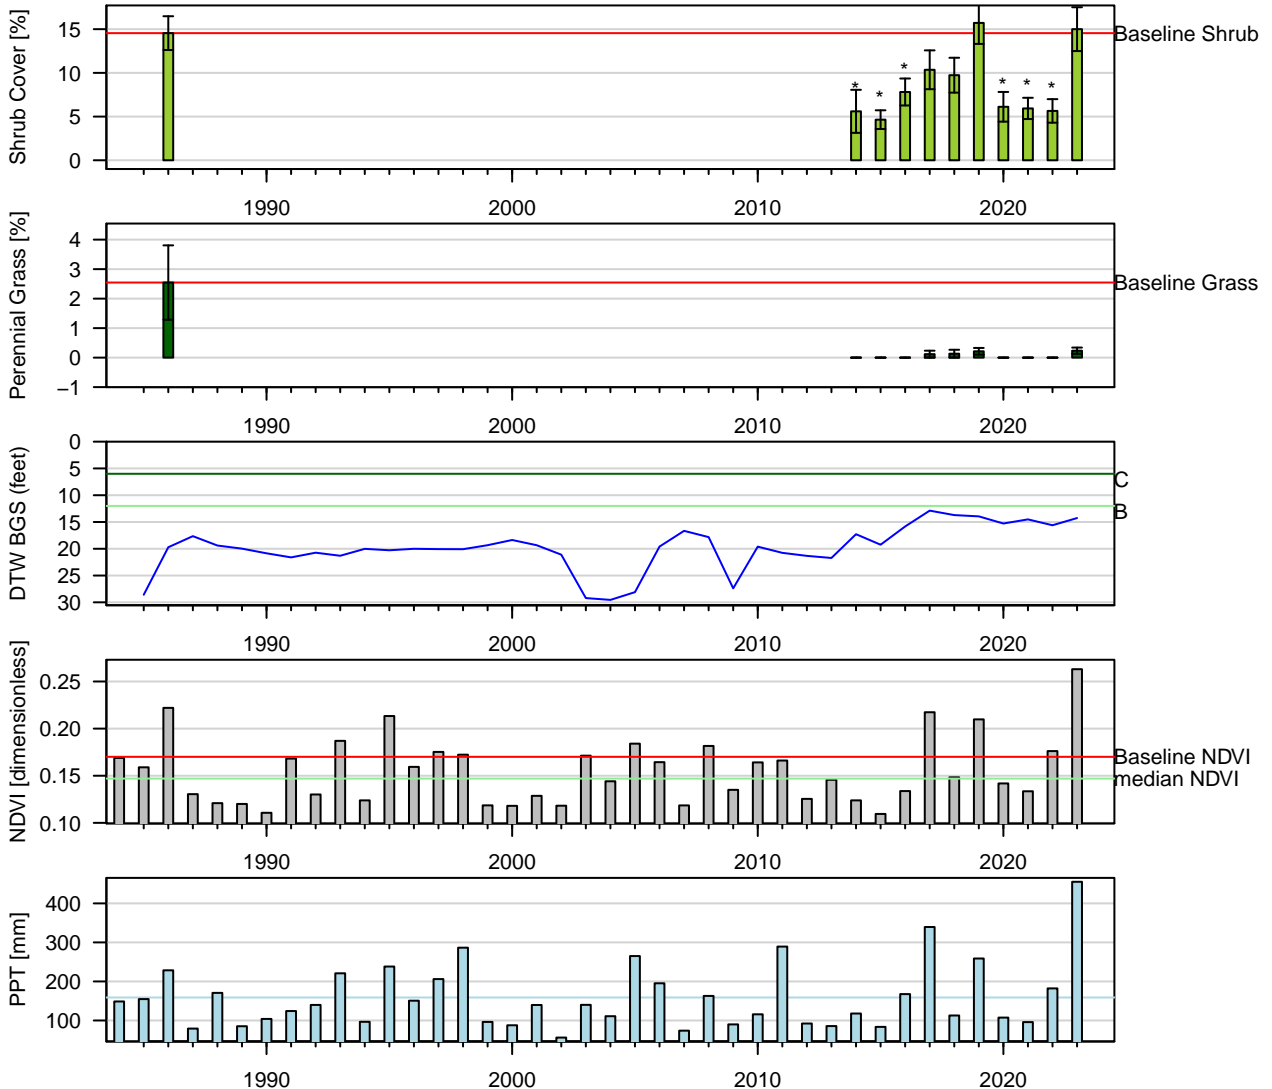 Shrub Cover [%]
15
10
5
0
* * * * * *
Baseline Shrub
1990 2000 2010 2020
Perennial Grass [%]
4
3
2
1
0
−1
Baseline Grass
1990 2000 2010 2020
DTW BGS (feet)
0
5
10
15
20
25
30
C
B
1990 2000 2010 2020
NDVI [dimensionless]
0.25
0.20
0.15
0.10
Baseline NDVI
median NDVI
1990 2000 2010 2020
PPT [mm]
400
300
200
100
1990 2000 2010 2020